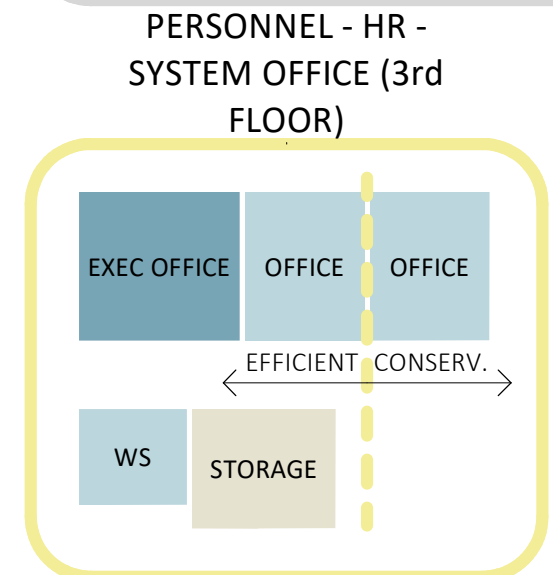 PERSONNEL - HR -
SYSTEM OFFICE (3rd
FLOOR)
EXEC OFFICE
OFFICE
OFFICE
EFFICIENT
CONSERV.
WS
STORAGE